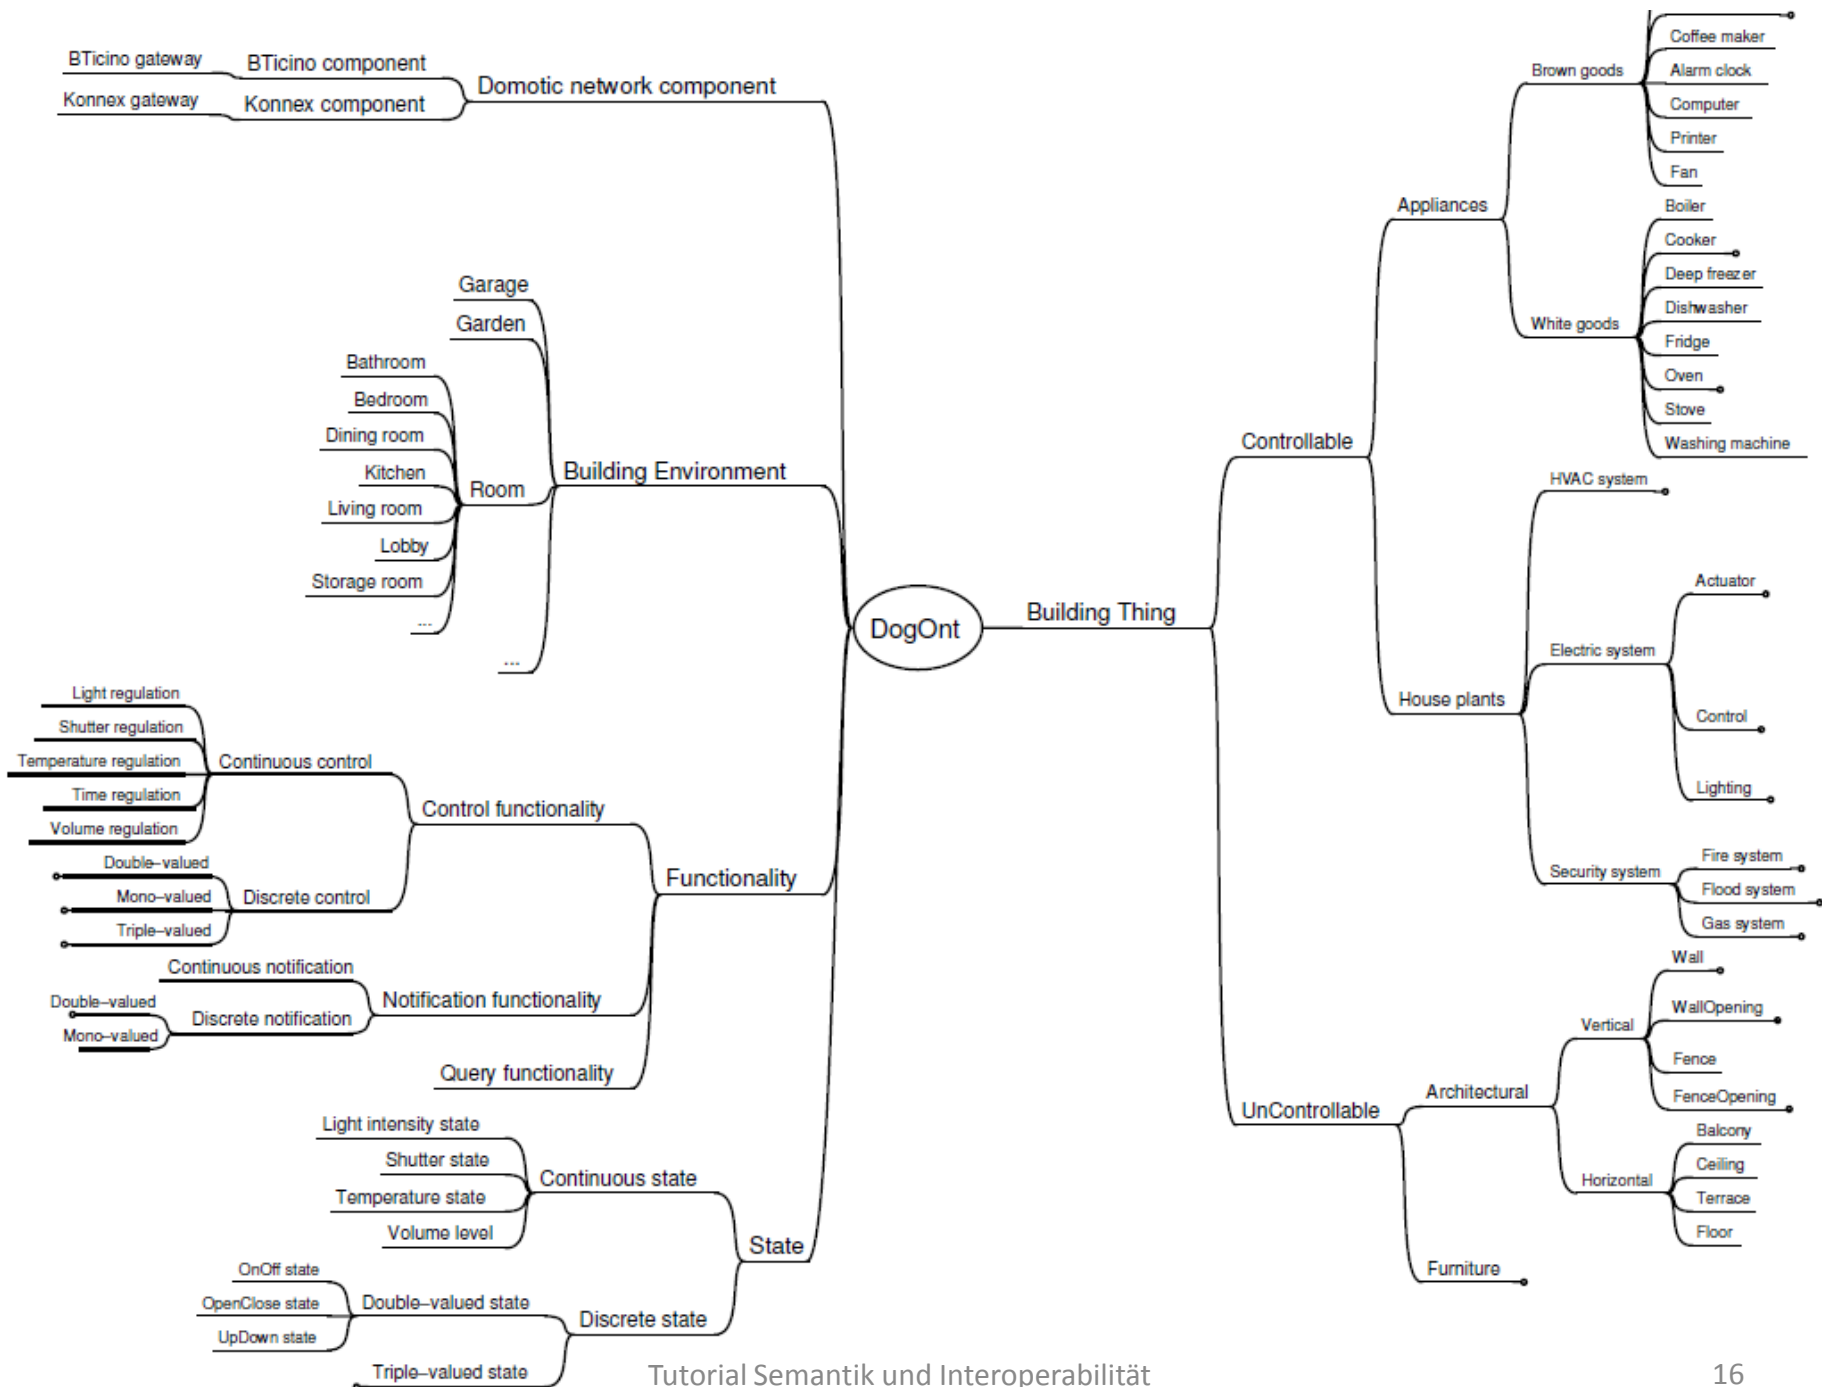 BTicino gateway
BTicino component
Konnex gateway
Konnex component
Domotic network component
Garage
Garden
Bathroom
Bedroom
Dining room
Kitchen
Living room
Lobby
Storage room
...
Room
...
Building Environment
Light regulation
Shutter regulation
Temperature regulation
Time regulation
Volume regulation
Continuous control
Double–valued
Mono–valued
Triple–valued
Discrete control
Control functionality
Continuous notification
Double–valued
Mono–valued
Discrete notification
Notification functionality
Query functionality
Functionality
Light intensity state
Shutter state
Temperature state
Volume level
Continuous state
OnOff state
OpenClose state
UpDown state
Double–valued state
Triple–valued state
Discrete state
State
DogOnt
Building Thing
Controllable
Appliances
Brown goods
Coffee maker
Alarm clock
Computer
Printer
Fan
White goods
Boiler
Cooker
Deep freezer
Dishwasher
Fridge
Oven
Stove
Washing machine
House plants
HVAC system
Electric system
Actuator
Control
Lighting
Security system
Fire system
Flood system
Gas system
UnControllable
Architectural
Vertical
Wall
WallOpening
Fence
FenceOpening
Horizontal
Balcony
Ceiling
Terrace
Floor
Furniture
Tutorial Semantik und Interoperabilität
16